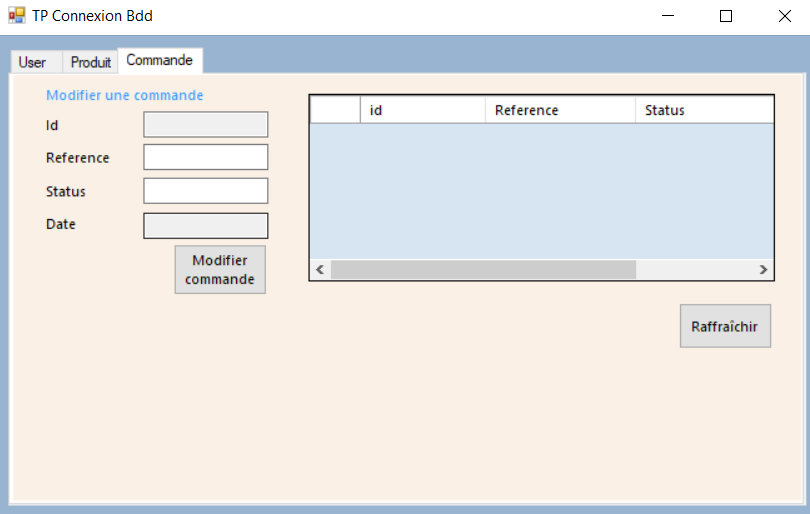 TP Connexion Bdd
User Produit Commande
Modifier une commande
Id
Reference
Status
Date
Modifier
commande
id Reference Status
Raffraîchir